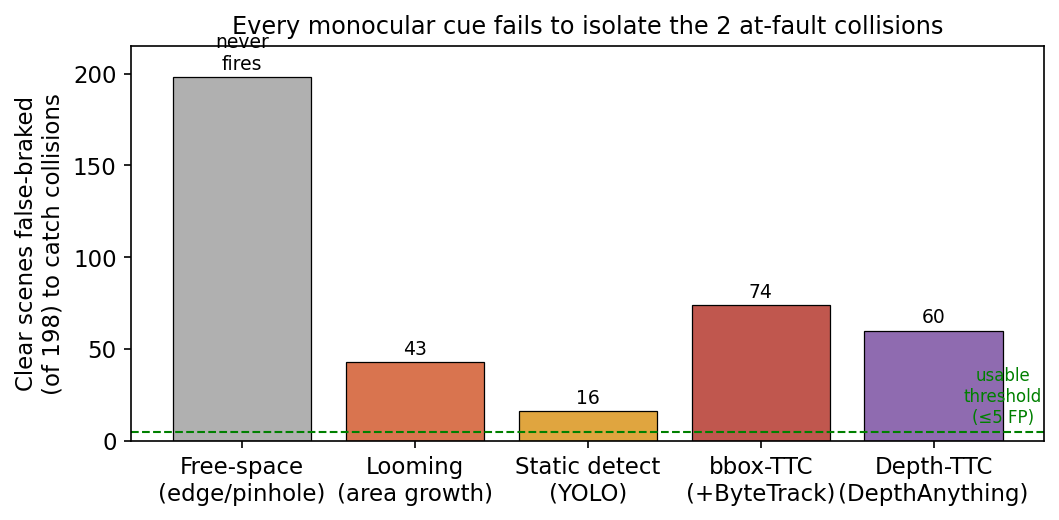 Every monocular cue fails to isolate the 2 at-fault collisions
Clear scenes false-braked
(of 198) to catch collisions
200
150
100
50
0
never
fires
43
16
74
60
usable
threshold
(≤5 FP)
Free-space
(edge/pinhole)
Looming
(area growth)
Static detect
(YOLO)
bbox-TTC
(+ByteTrack)
Depth-TTC
(DepthAnything)